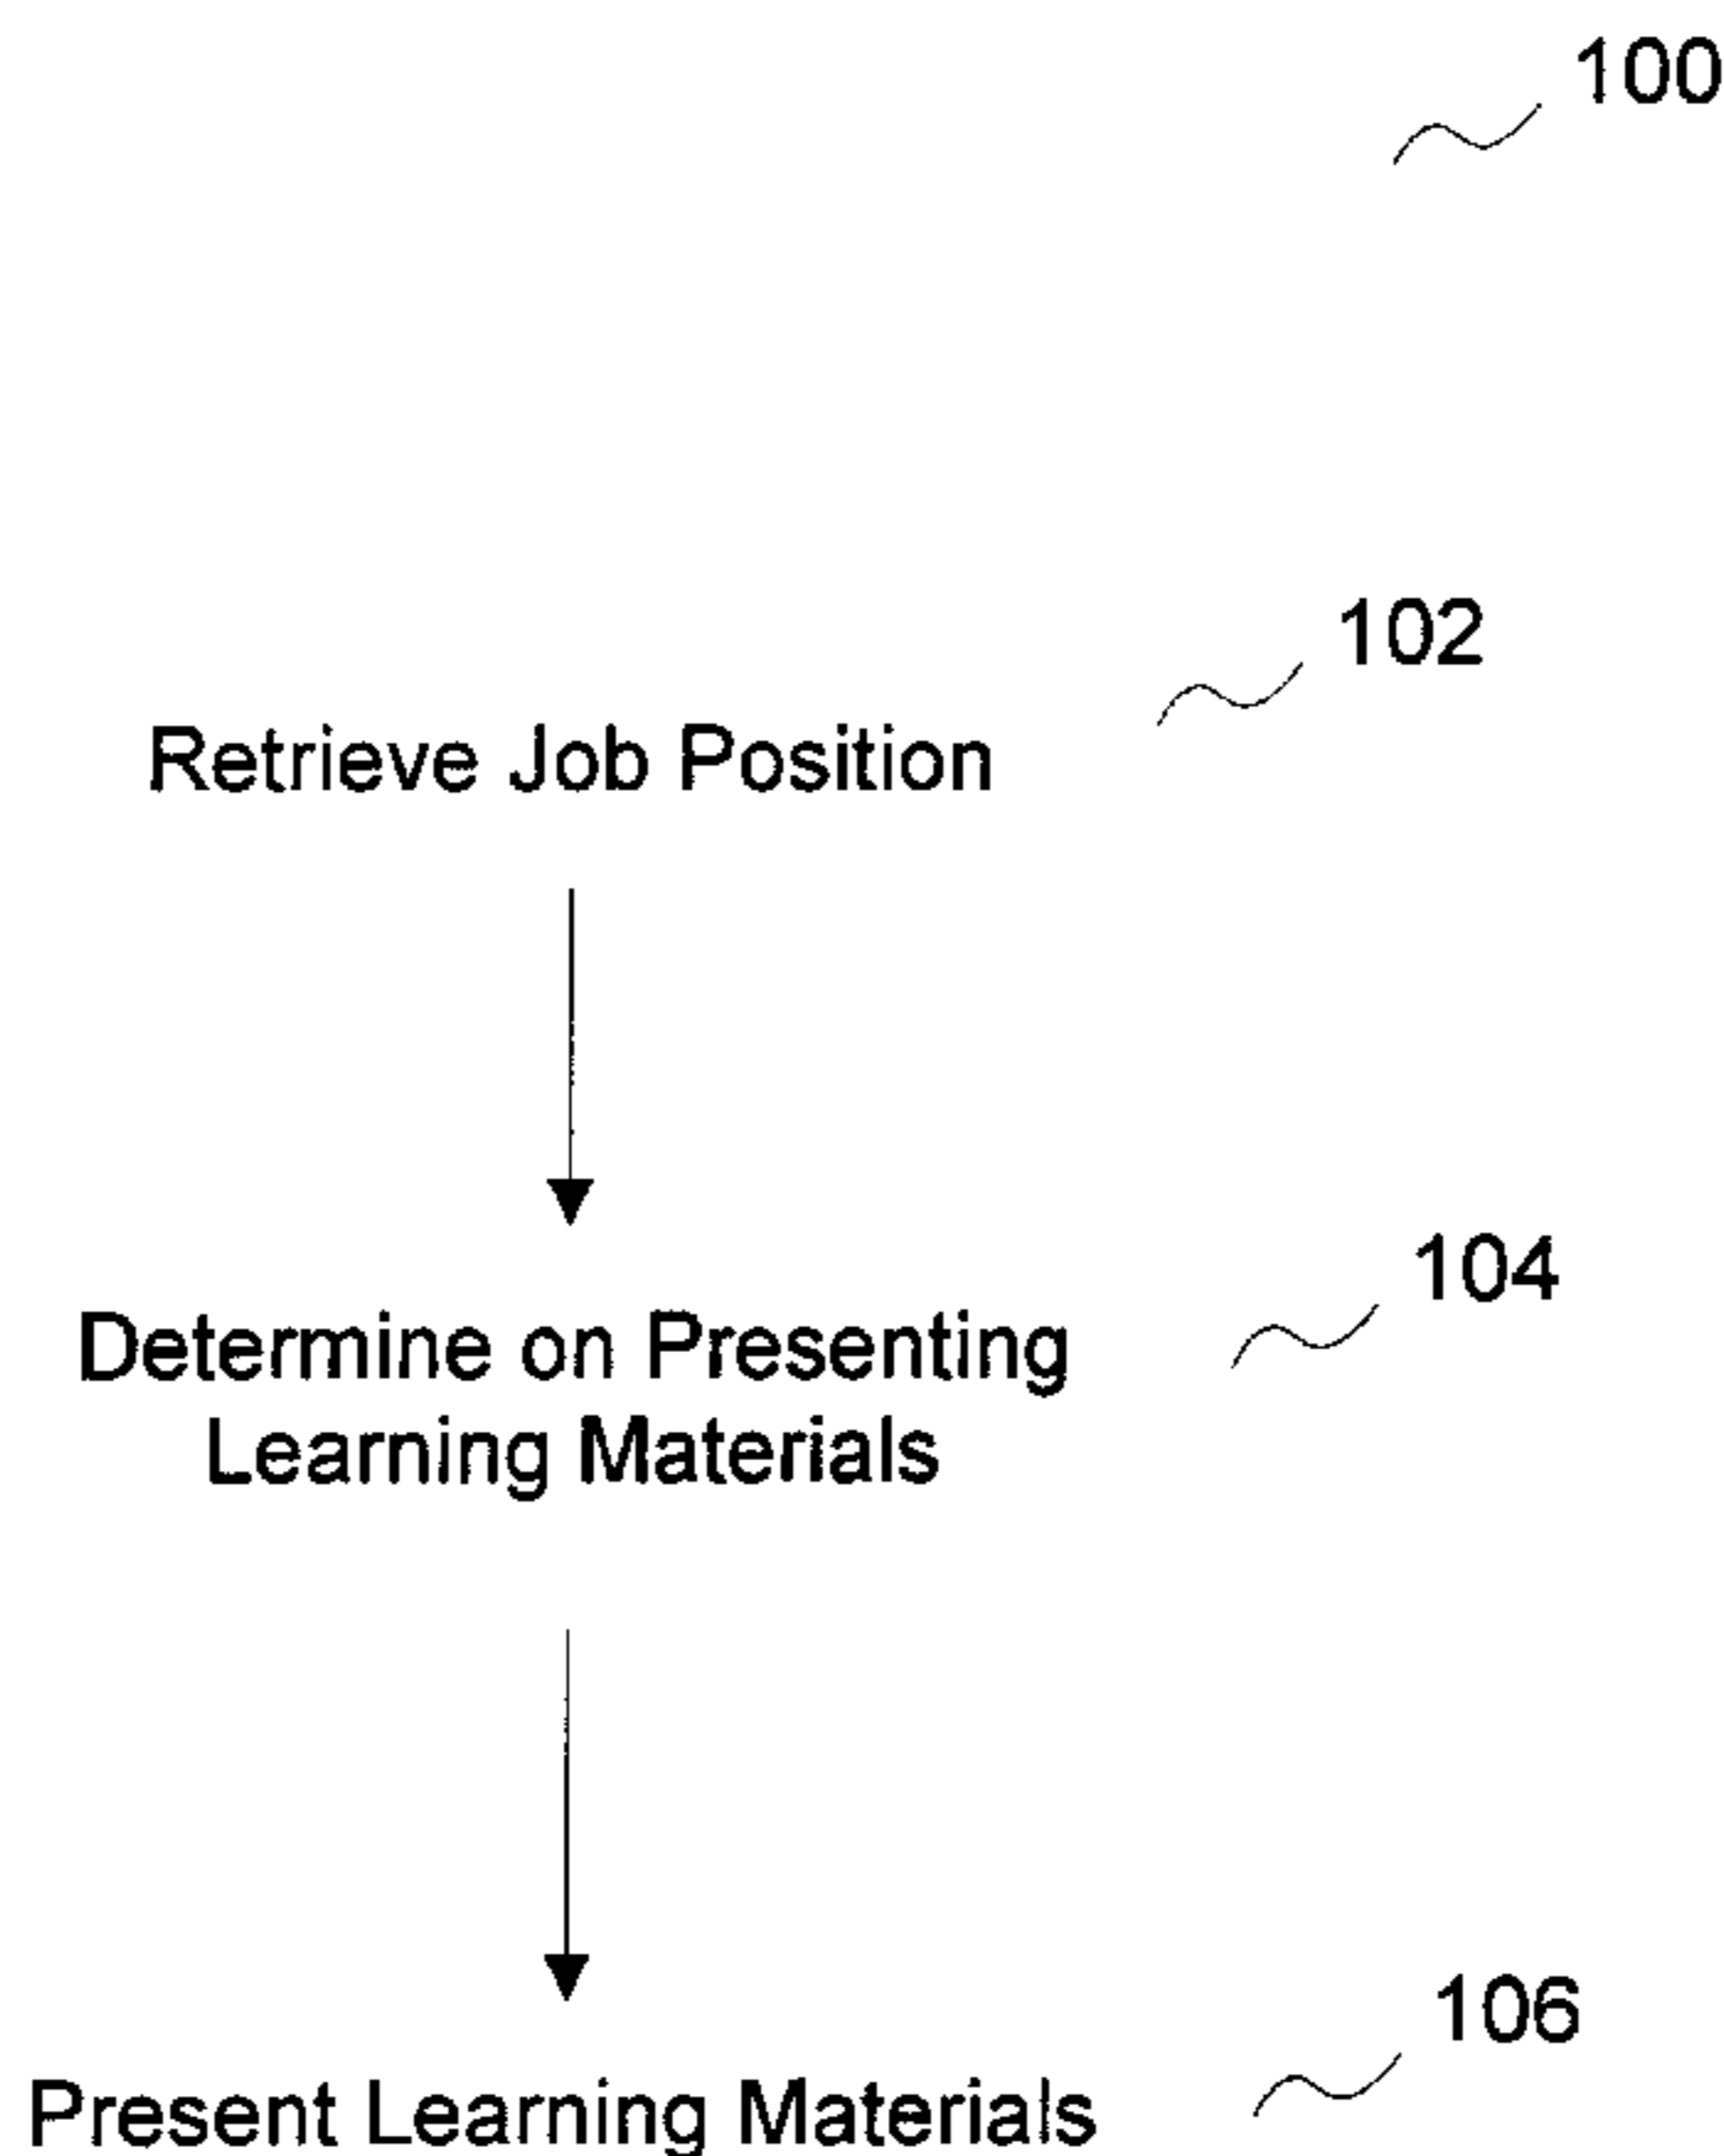 100
102
Retrieve Job Position
104
Determine on Presenting
Learning Materials
106
Present Learning Materials